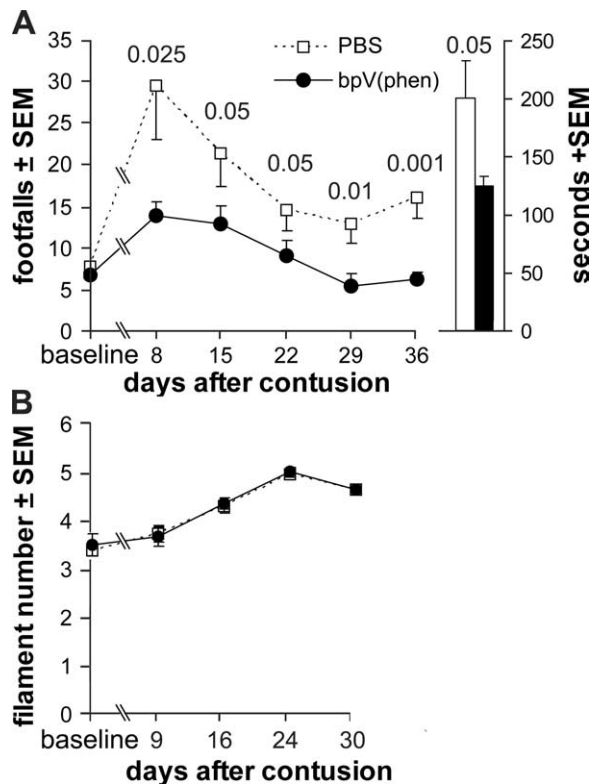 A
footfalls ± SEM
35
30
25
20
15
10
5
0
PBS
bpV(phen)
0.025
0.05
0.05
0.01
0.001
0.05
250
200
150
100
50
0
seconds +SEM
baseline 8 15 22 29 36
days after contusion
B
filament number ± SEM
6
5
4
3
2
1
0
baseline 9 16 24 30
days after contusion